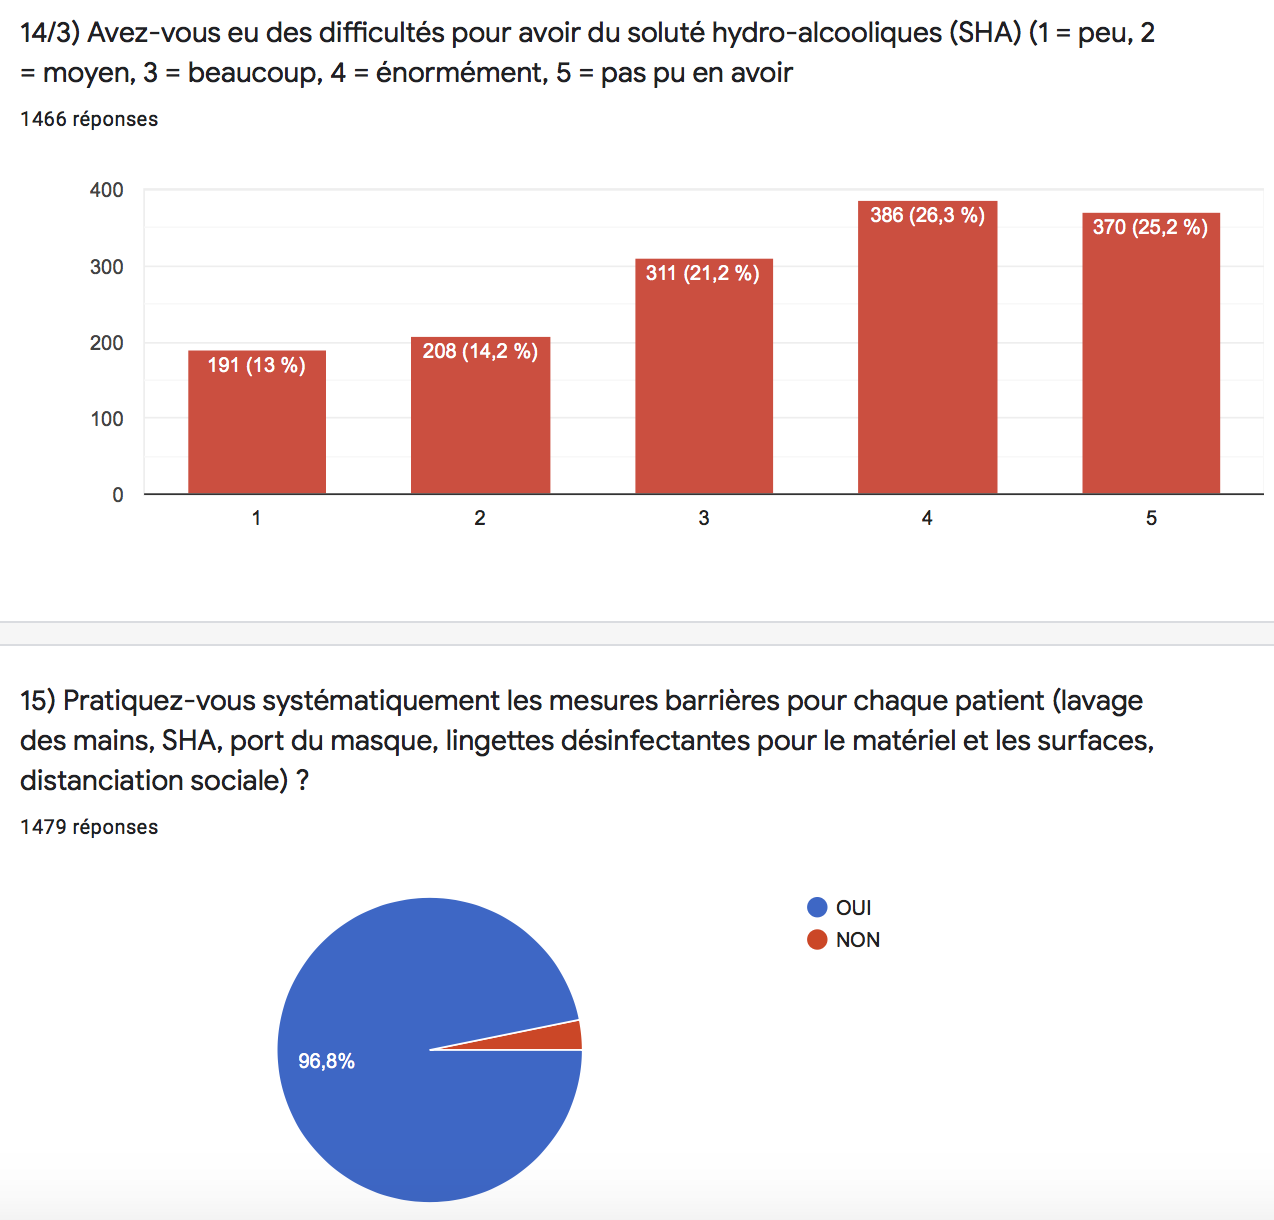 14/3) Avez-vous eu des difficultés pour avoir du soluté hydro-alcooliques (SHA) (1 = peu, 2
= moyen, 3 = beaucoup, 4 = énormément, 5 = pas pu en avoir
1466 réponses
400
300
200
100
0
191 (13 %)
208 (14,2 %)
311 (21,2 %)
386 (26,3 %)
370 (25,2 %)
1
2
3
4
5
15) Pratiquez-vous systématiquement les mesures barrières pour chaque patient (lavage
des mains, SHA, port du masque, lingettes désinfectantes pour le matériel et les surfaces,
distanciation sociale) ?
1479 réponses
OUI
NON
96,8%